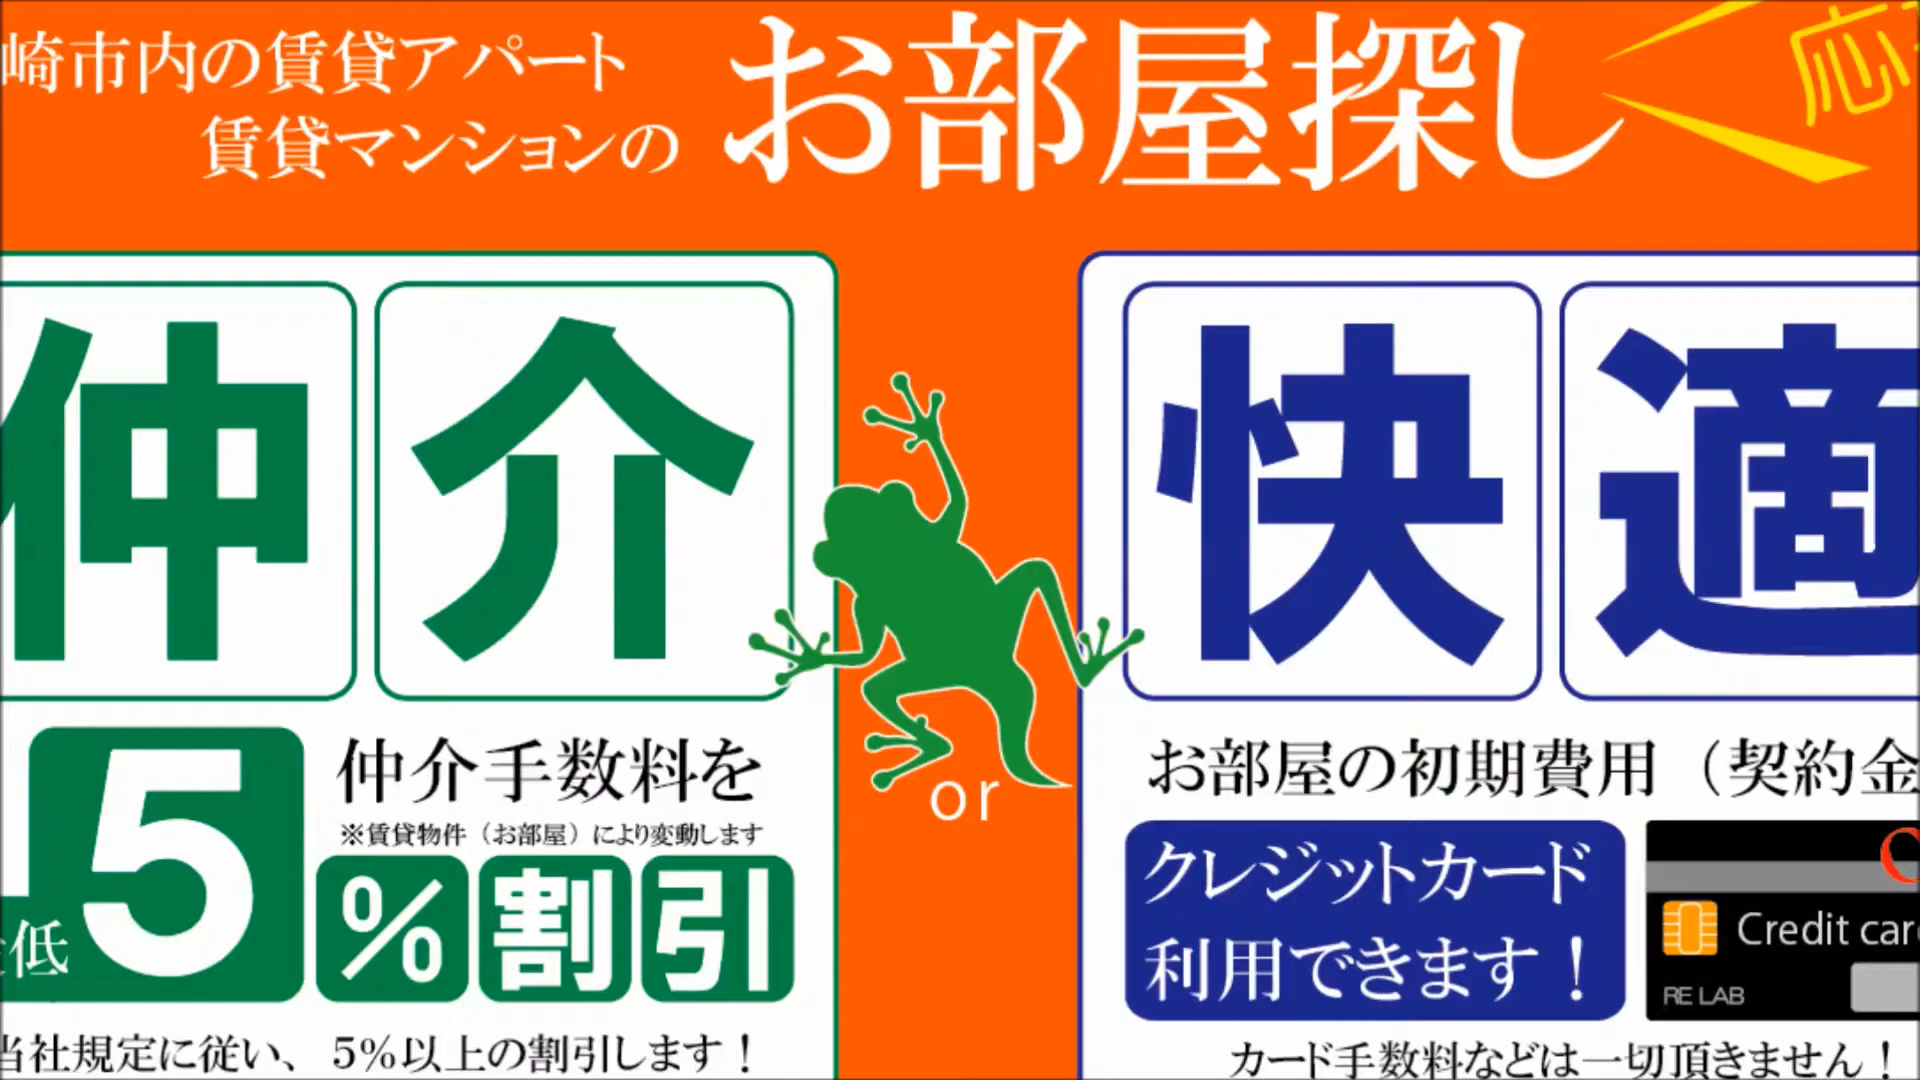 崎市内の賃貸アパート
賃貸マンションの
お部屋探し
応
仲介
快適
仲介手数料を
※賃貸物件（お部屋）により変動します
低
5
%割引
当社規定に従い、5%以上の割引します！
or
お部屋の初期費用（契約金
クレジットカード
利用できます！
Credit car
RE LAB
カード手数料などは一切頂きません！